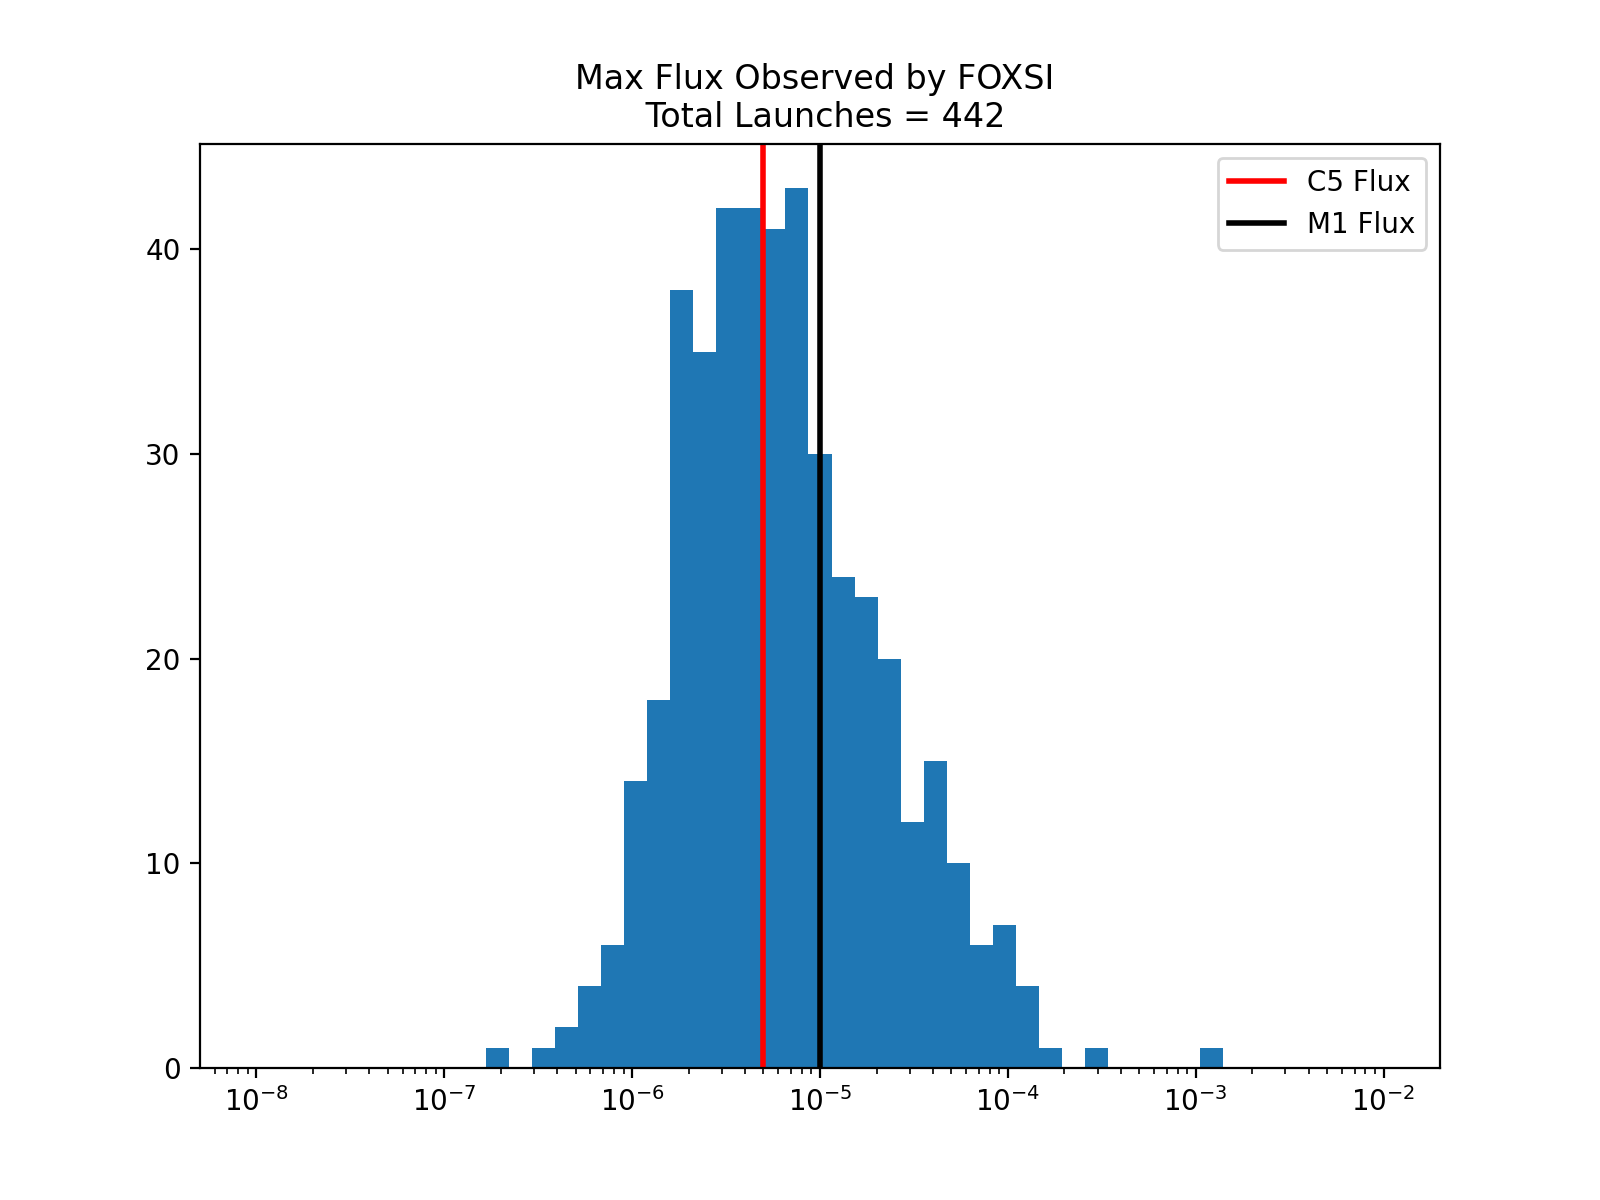 Max Flux Observed by FOXSI
Total Launches = 442
C5 Flux
M1 Flux
40
30
20
10
0
10⁻⁸ 10⁻⁷ 10⁻⁶ 10⁻⁵ 10⁻⁴ 10⁻³ 10⁻²